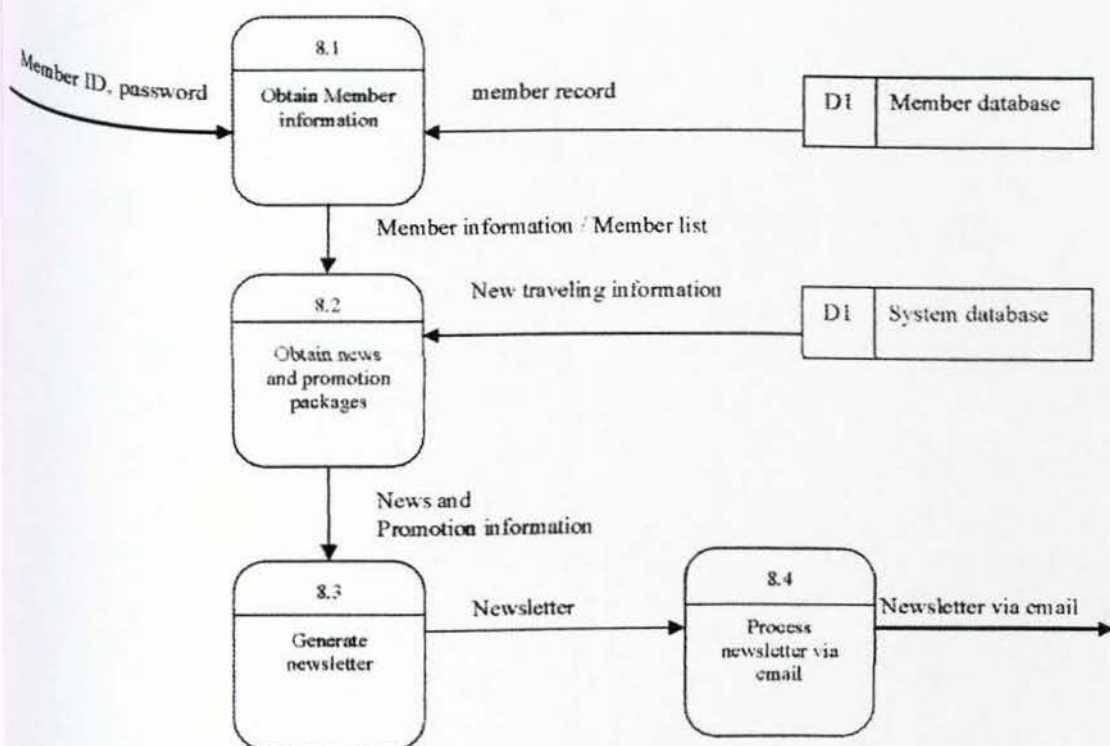 8.1
Member ID, password
Obtain Member
information
member record
D1 Member database
Member information / Member list
8.2
New traveling information
D1 System database
Obtain news
and promotion
packages
News and
Promotion information
8.3
Generate
newsletter
Newsletter
8.4
Process
newsletter via
email
Newsletter via email